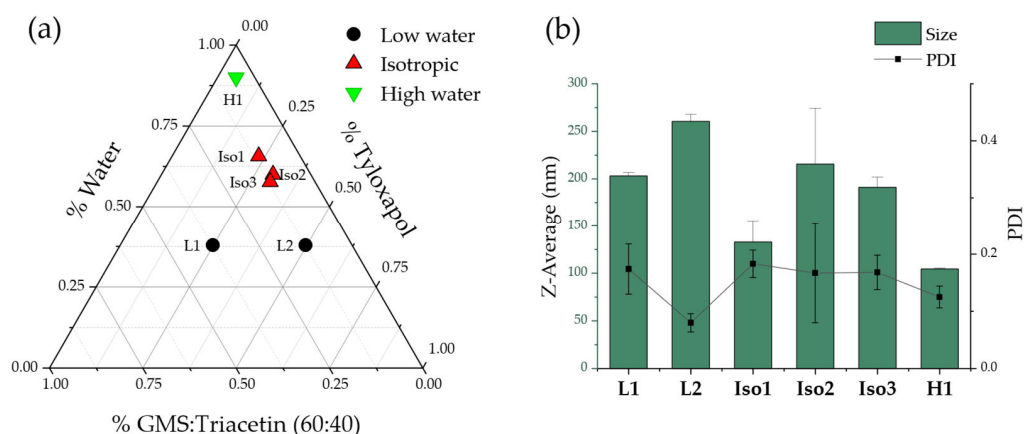 (a)
Low water
Isotropic
High water
0.00
1.00
H1
0.25
0.75
Iso1
Iso2
Iso3
% Water
% Tyloxapol
0.50
0.50
L1
L2
0.75
0.25
1.00
0.00
1.00
0.75
0.50
0.25
0.00
% GMS:Triacetin (60:40)
(b)
Size
PDI
300
250
200
150
100
50
0
Z-Average (nm)
0.4
0.2
0.0
PDI
L1 L2 Iso1 Iso2 Iso3 H1